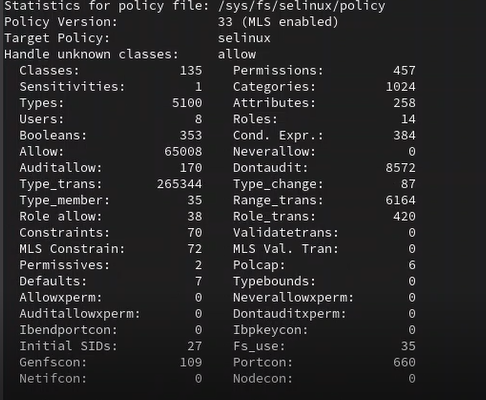 Statistics for policy file: /sys/fs/selinux/policy
Policy Version: 33 (MLS enabled)
Target Policy: selinux
Handle unknown classes: allow
Classes: 135 Permissions: 457
Sensitivities: 1 Categories: 1024
Types: 5100 Attributes: 258
Users: 8 Roles: 14
Booleans: 353 Cond. Expr.: 384
Allow: 65008 Neverallow: 0
Auditallow: 170 Dontaudit: 8572
Type_trans: 265344 Type_change: 87
Type_member: 35 Range_trans: 6164
Role allow: 38 Role_trans: 420
Constraints: 70 Validatetrans: 0
MLS Constrain: 72 MLS Val. Tran: 0
Permissives: 2 Polcap: 6
Defaults: 7 Typebounds: 0
Allowxperm: 0 Neverallowxperm: 0
Auditallowxperm: 0 Dontauditxperm: 0
Ibendportcon: 0 Ibpkeycon: 0
Initial SIDs: 27 Fs_use: 35
Genfscon: 109 Portcon: 660
Netifcon: 0 Nodecon: 0